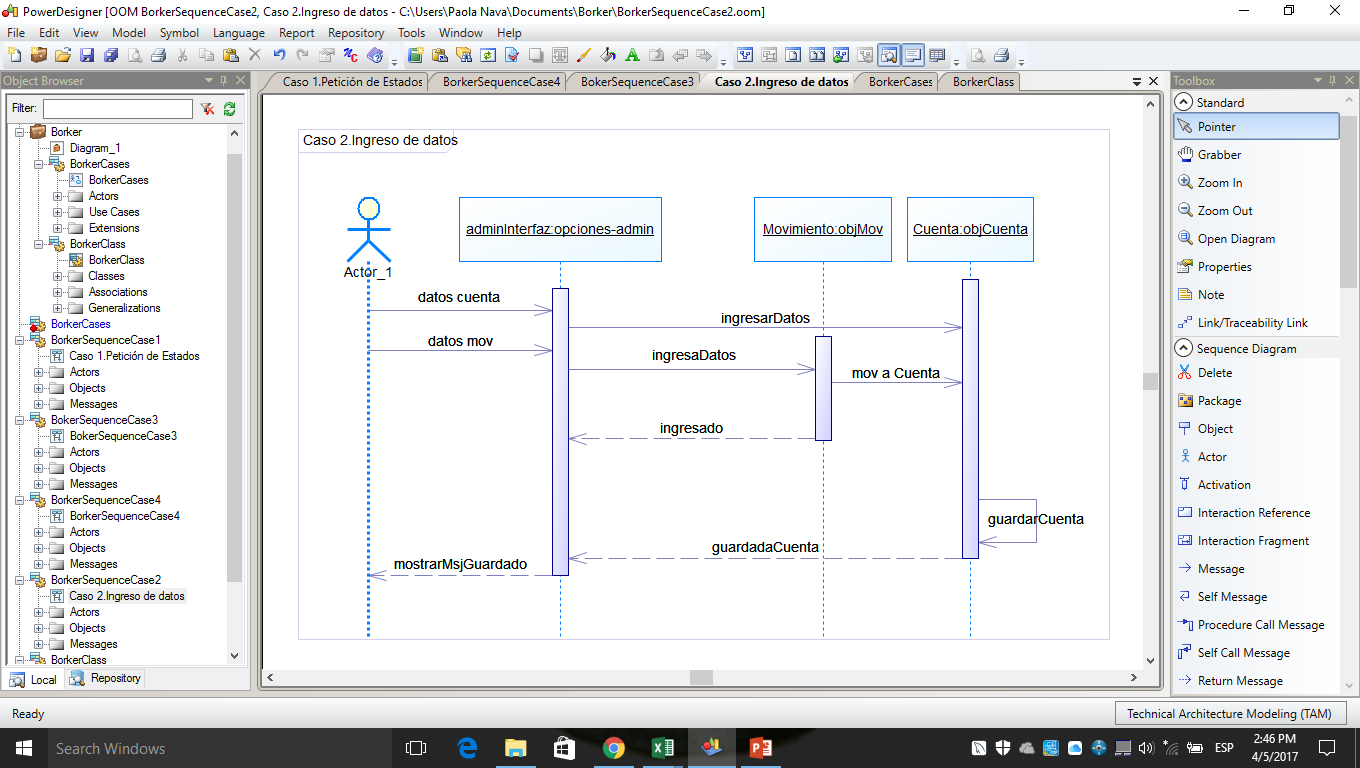 PowerDesigner [OOM BorkerSequenceCase2, Caso 2.Ingreso de datos - C:\Users\Paola Nava\Documents\Borker\BorkerSequenceCase2.oom]
File Edit View Model Symbol Language Report Repository Tools Window Help
Object Browser
Filter:
Borker
Diagram_1
BorkerCases
BorkerCases
Actors
Use Cases
Extensions
BorkerClass
BorkerClass
Classes
Associations
Generalizations
BorkerCases
BorkerSequenceCase1
Caso 1.Petición de Estados
Actors
Objects
Messages
BokerSequenceCase3
BokerSequenceCase3
Actors
Objects
Messages
BorkerSequenceCase4
BorkerSequenceCase4
Actors
Objects
Messages
BorkerSequenceCase2
Caso 2.Ingreso de datos
Actors
Objects
Messages
BorkerClass
Local Repository
Caso 1.Petición de Estados BorkerSequenceCase4 BokerSequenceCase3 Caso 2.Ingreso de datos BorkerCases BorkerClass
Caso 2.Ingreso de datos
Actor_1
adminInterfaz:opciones-admin
Movimiento:objMov
Cuenta:objCuenta
datos cuenta
ingresarDatos
datos mov
ingresaDatos
mov a Cuenta
ingresado
guardarCuenta
guardadaCuenta
mostrarMsjGuardado
Toolbox
Standard
Pointer
Grabber
Zoom In
Zoom Out
Open Diagram
Properties
Note
Link/Traceability Link
Sequence Diagram
Delete
Package
Object
Actor
Activation
Interaction Reference
Interaction Fragment
Message
Self Message
Procedure Call Message
Self Call Message
Return Message
Ready
Technical Architecture Modeling (TAM)
Search Windows
ESP
2:46 PM
4/5/2017